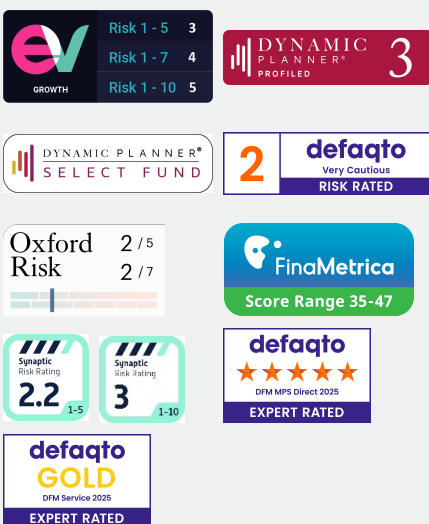 ev
GROWTH
Risk 1 - 5 3
Risk 1 - 7 4
Risk 1 - 10 5
DYNAMIC
PLANNER®
PROFILED
3
DYNAMIC PLANNER®
SELECT FUND
2
defaqto
Very Cautious
RISK RATED
Oxford
Risk
2 / 5
2 / 7
FinaMetrica
Score Range 35-47
Synaptic
Risk Rating
2.2
1-5
Synaptic
Risk Rating
3
1-10
defaqto
DFM MPS Direct 2025
EXPERT RATED
defaqto
GOLD
DFM Service 2025
EXPERT RATED